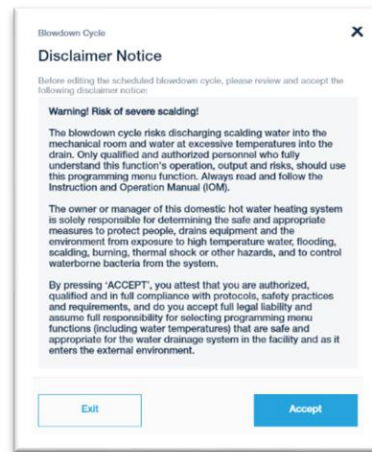 Blowdown Cycle
Disclaimer Notice
Before editing the scheduled blowdown cycle, please review and accept the
following disclaimer notice:
Warning! Risk of severe scalding!
The blowdown cycle risks discharging scalding water into the
mechanical room and water at excessive temperatures into the
drain. Only qualified and authorized personnel who fully
understand this function's operation, output and risks, should use
this programming menu function. Always read and follow the
Instruction and Operation Manual (IOM).
The owner or manager of this domestic hot water heating system
is solely responsible for determining the safe and appropriate
measures to protect people, drains equipment and the
environment from exposure to high temperature water, flooding,
scalding, burning, thermal shock or other hazards, and to control
waterborne bacteria from the system.
By pressing 'ACCEPT', you attest that you are authorized,
qualified and in full compliance with protocols, safety practices
and requirements, and do you accept full legal liability and
assume full responsibility for selecting programming menu
functions (including water temperatures) that are safe and
appropriate for the water drainage system in the facility and as it
enters the external environment.
Exit
Accept